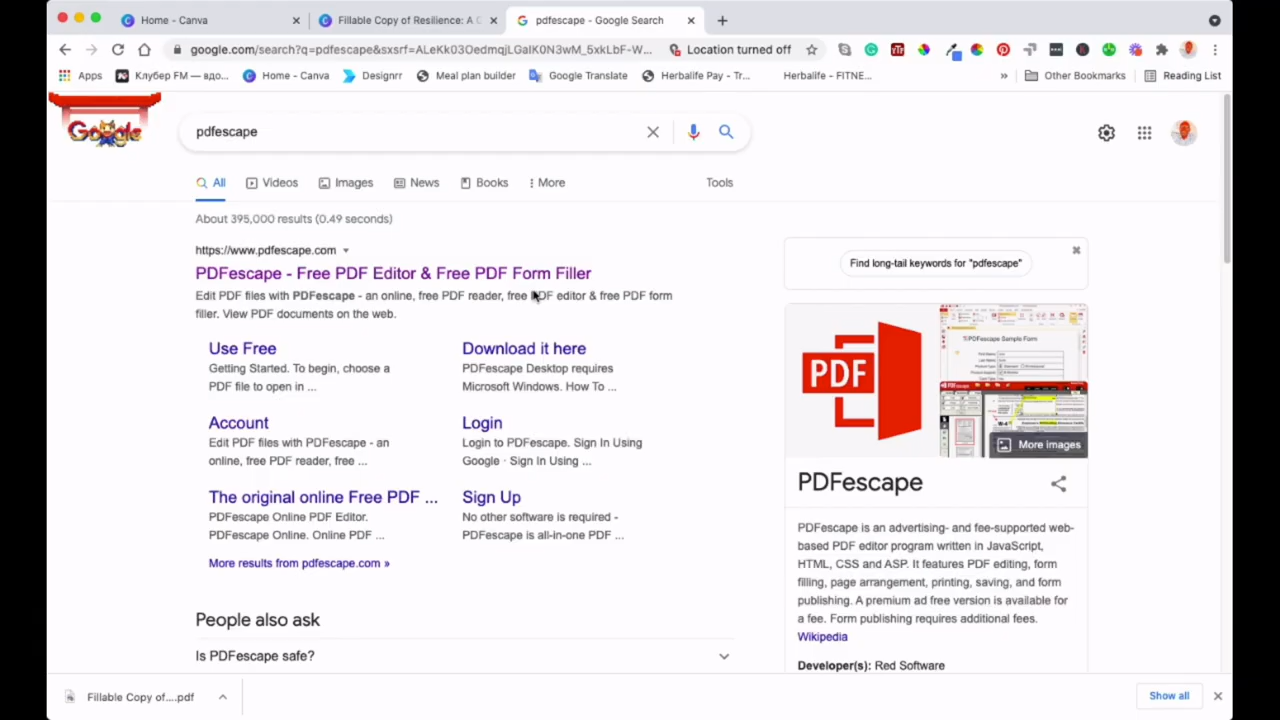 Home - Canva
Fillable Copy of Resilience: A C
pdfescape - Google Search
google.com/search?q=pdfescape&sxsrf=ALeKk03OedmqjLGaIK0N3wM_5xkLbF-W...
Location turned off
Apps
Клубер FM — вдо...
Home - Canva
Designrr
Meal plan builder
Google Translate
Herbalife Pay - Tr...
Herbalife - FITNE...
»
Other Bookmarks
Reading List
Google
pdfescape
All
Videos
Images
News
Books
More
Tools
About 395,000 results (0.49 seconds)
https://www.pdfescape.com
PDFescape - Free PDF Editor & Free PDF Form Filler
Edit PDF files with PDFescape - an online, free PDF reader, free PDF editor & free PDF form
filler. View PDF documents on the web.
Use Free
Getting Started. To begin, choose a
PDF file to open in ...
Download it here
PDFescape Desktop requires
Microsoft Windows. How To ...
Account
Edit PDF files with PDFescape - an
online, free PDF reader, free ...
Login
Login to PDFescape. Sign In Using
Google · Sign In Using ...
The original online Free PDF ...
PDFescape Online PDF Editor.
PDFescape Online. Online PDF ...
Sign Up
No other software is required -
PDFescape is all-in-one PDF ...
More results from pdfescape.com »
People also ask
Is PDFescape safe?
Find long-tail keywords for "pdfescape"
PDF
PDFescape Sample Form
More images
PDFescape
PDFescape is an advertising- and fee-supported web-
based PDF editor program written in JavaScript,
HTML, CSS and ASP. It features PDF editing, form
filling, page arrangement, printing, saving, and form
publishing. A premium ad free version is available for
a fee. Form publishing requires additional fees.
Wikipedia
Developer(s): Red Software
Fillable Copy of....pdf
Show all